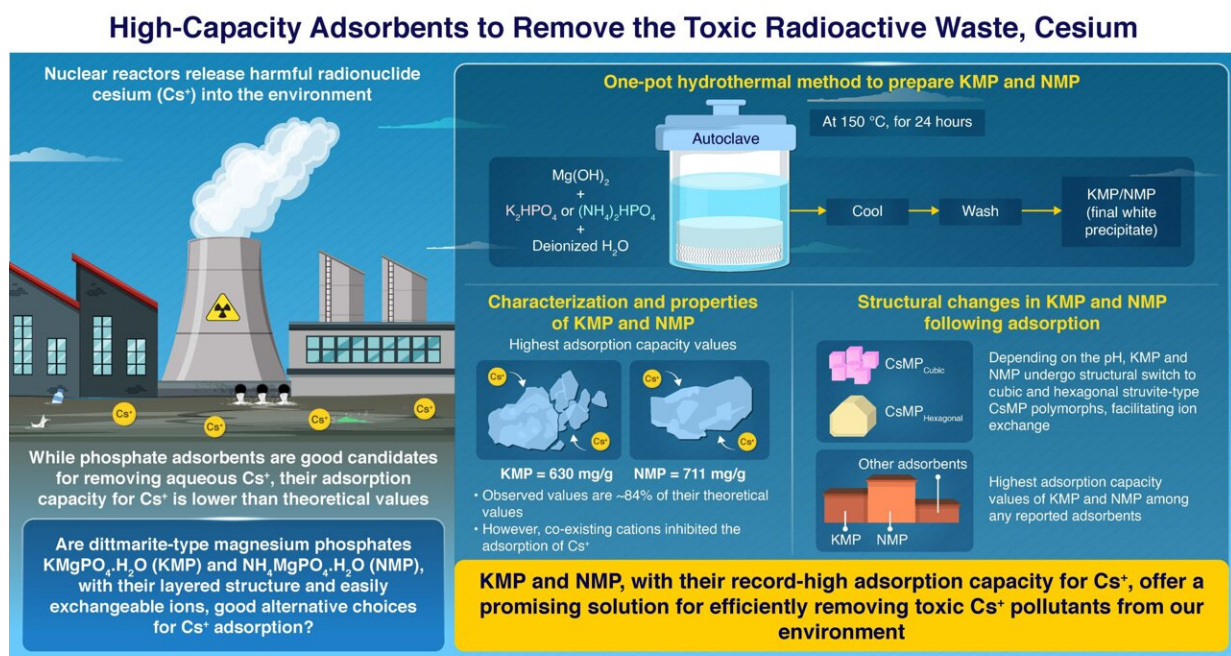 High-Capacity Adsorbents to Remove the Toxic Radioactive Waste, Cesium
Nuclear reactors release harmful radionuclide
cesium (Cs⁺) into the environment
Cs⁺
Cs⁺
Cs⁺
Cs⁺
While phosphate adsorbents are good candidates
for removing aqueous Cs⁺, their adsorption
capacity for Cs⁺ is lower than theoretical values
Are dittmarite-type magnesium phosphates
KMgPO₄.H₂O (KMP) and NH₄MgPO₄.H₂O (NMP),
with their layered structure and easily
exchangeable ions, good alternative choices
for Cs⁺ adsorption?
One-pot hydrothermal method to prepare KMP and NMP
At 150 °C, for 24 hours
Autoclave
Mg(OH)₂
+
K₂HPO₄ or (NH₄)₂HPO₄
+
Deionized H₂O
Cool
Wash
KMP/NMP
(final white
precipitate)
Characterization and properties
of KMP and NMP
Highest adsorption capacity values
Cs⁺
Cs⁺
Cs⁺
Cs⁺
KMP = 630 mg/g
NMP = 711 mg/g
• Observed values are ~84% of their theoretical
values
• However, co-existing cations inhibited the
adsorption of Cs⁺
Structural changes in KMP and NMP
following adsorption
CsMP Cubic
CsMP Hexagonal
Depending on the pH, KMP and
NMP undergo structural switch to
cubic and hexagonal struvite-type
CsMP polymorphs, facilitating ion
exchange
Other adsorbents
KMP
NMP
Highest adsorption capacity
values of KMP and NMP among
any reported adsorbents
KMP and NMP, with their record-high adsorption capacity for Cs⁺, offer a
promising solution for efficiently removing toxic Cs⁺ pollutants from our
environment